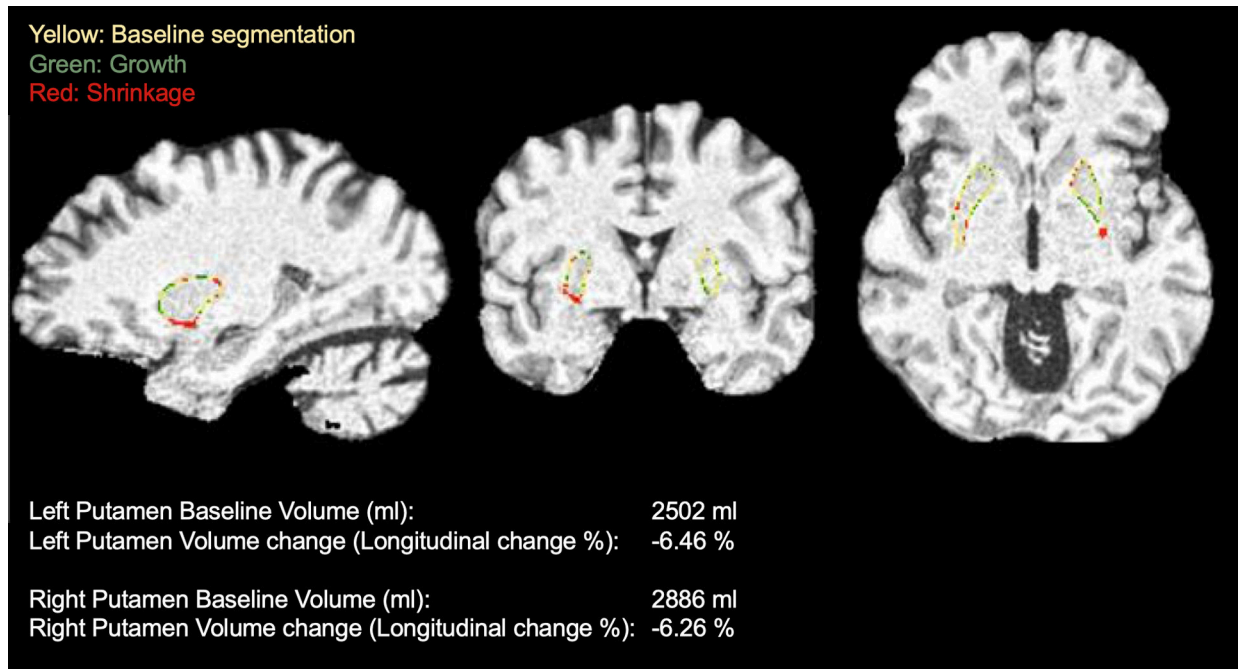 Yellow: Baseline segmentation
Green: Growth
Red: Shrinkage
Left Putamen Baseline Volume (ml): 2502 ml
Left Putamen Volume change (Longitudinal change %): -6.46 %
Right Putamen Baseline Volume (ml): 2886 ml
Right Putamen Volume change (Longitudinal change %): -6.26 %